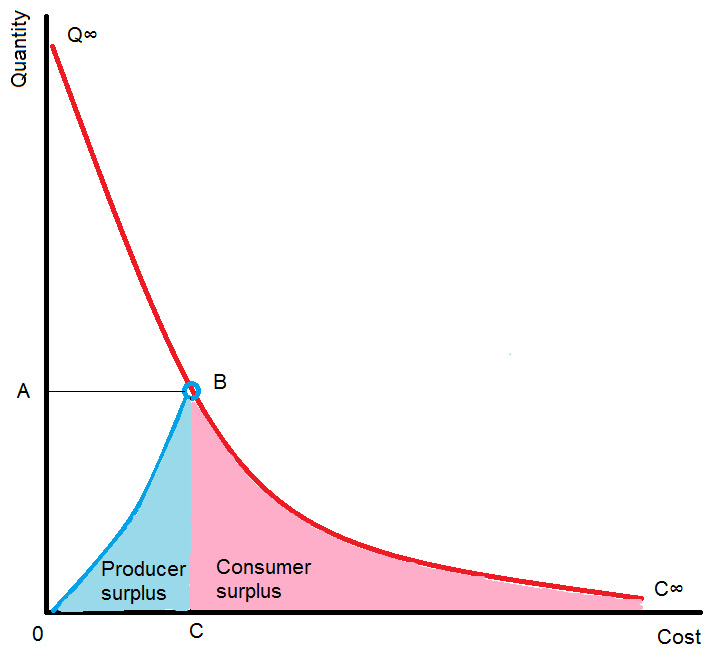 Quantity
Q∞
A
B
Producer
surplus
Consumer
surplus
C∞
0
C
Cost